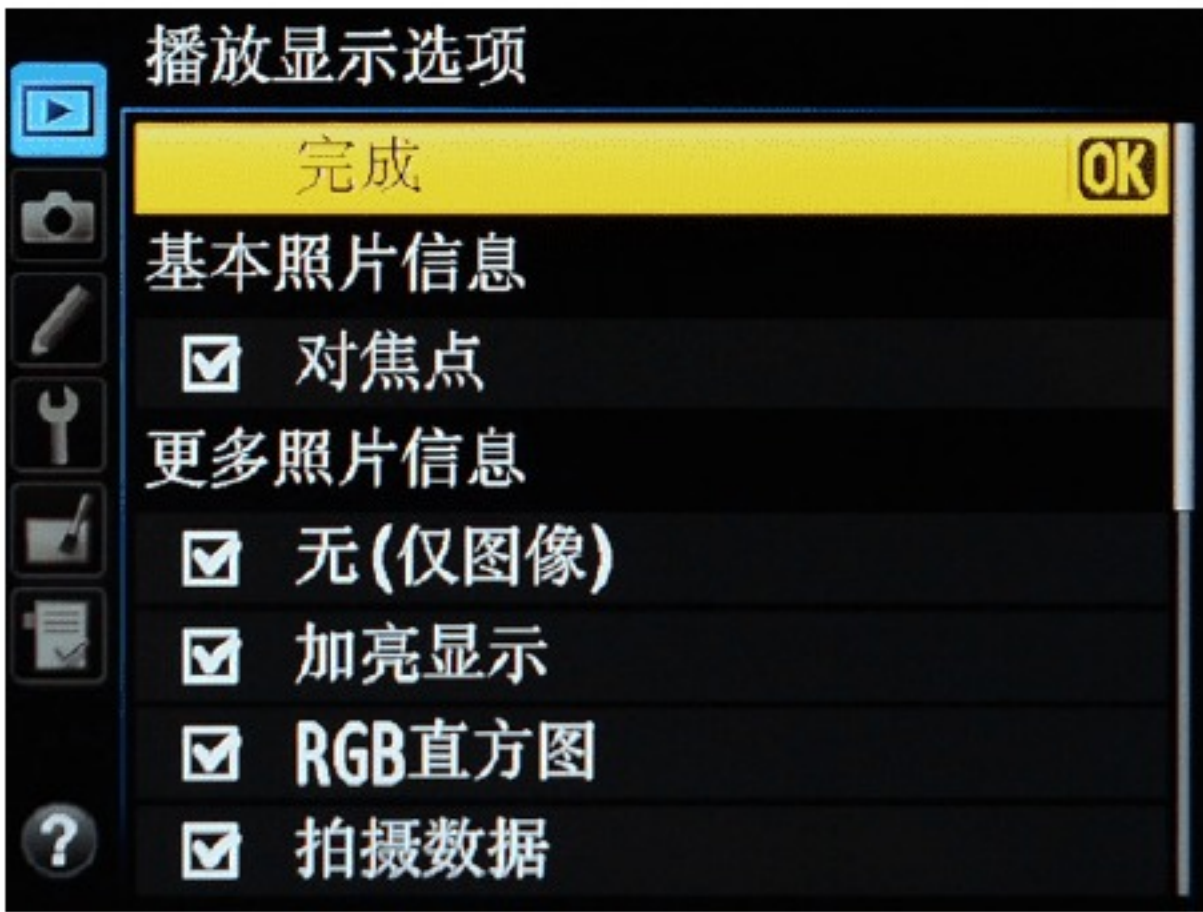 播放显示选项
完成 OK
基本照片信息
对焦点
更多照片信息
无(仅图像)
加亮显示
RGB直方图
拍摄数据
?